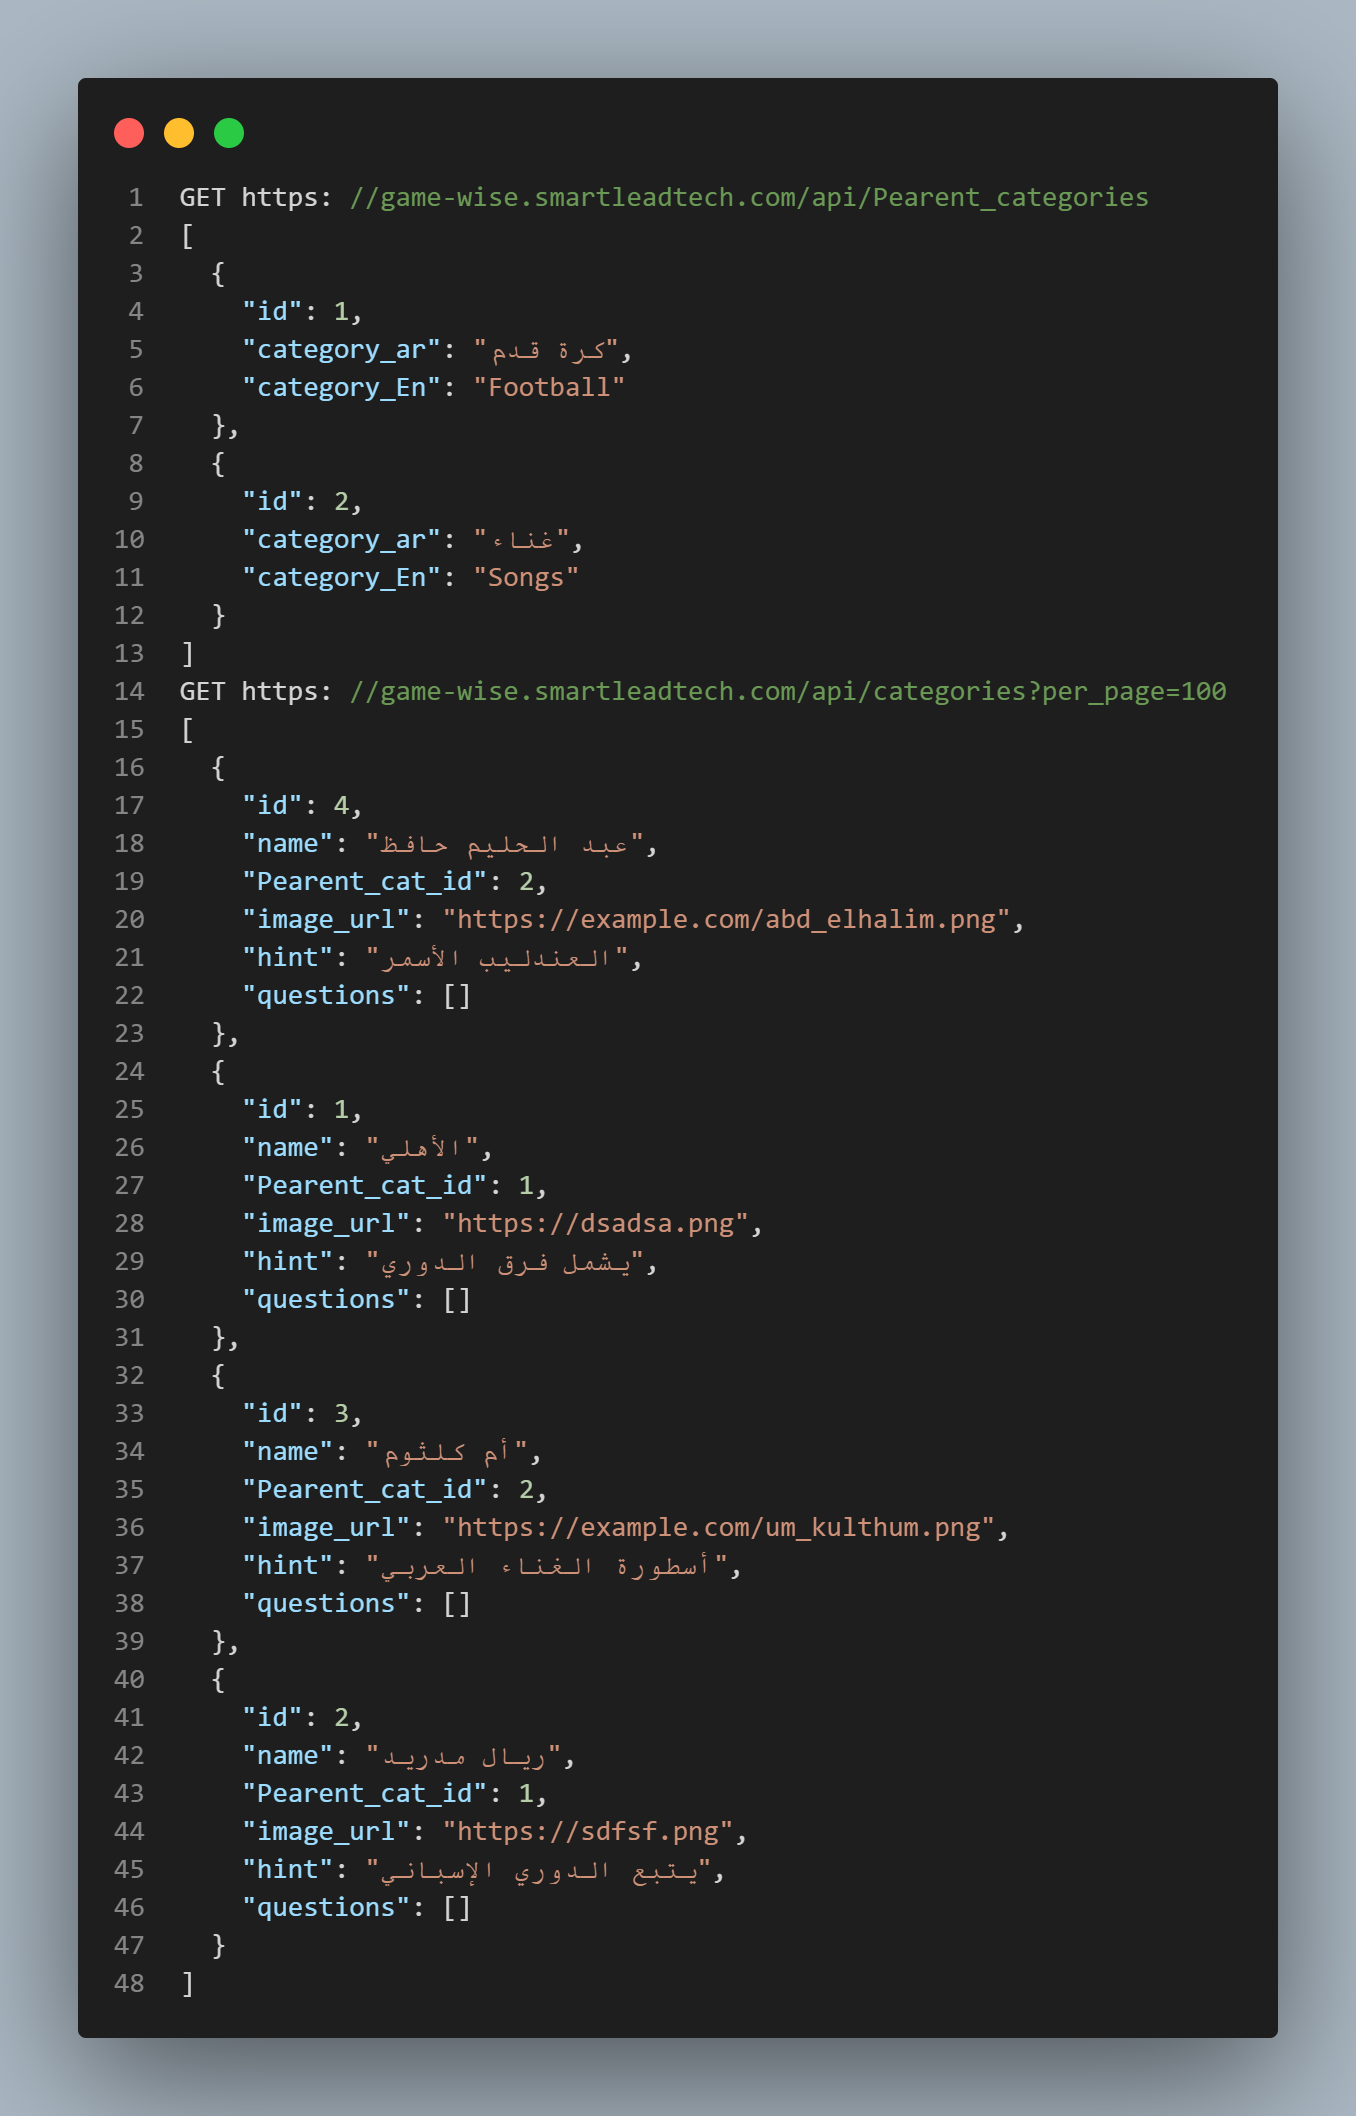 1 GET https: //game-wise.smartleadtech.com/api/Pearent_categories
2 [
3 {
4 "id": 1,
5 "category_ar": "كرة قدم",
6 "category_En": "Football"
7 },
8 {
9 "id": 2,
10 "category_ar": "غناء",
11 "category_En": "Songs"
12 }
13 ]
14 GET https: //game-wise.smartleadtech.com/api/categories?per_page=100
15 [
16 {
17 "id": 4,
18 "name": "عبد الحليم حافظ",
19 "Pearent_cat_id": 2,
20 "image_url": "https://example.com/abd_elhalim.png",
21 "hint": "العندليب الأسمر",
22 "questions": []
23 },
24 {
25 "id": 1,
26 "name": "الأهلي",
27 "Pearent_cat_id": 1,
28 "image_url": "https://dsadsa.png",
29 "hint": "يشمل فرق الدوري",
30 "questions": []
31 },
32 {
33 "id": 3,
34 "name": "أم كلثوم",
35 "Pearent_cat_id": 2,
36 "image_url": "https://example.com/um_kulthum.png",
37 "hint": "أسطورة الغناء العربي",
38 "questions": []
39 },
40 {
41 "id": 2,
42 "name": "ريال مدريد",
43 "Pearent_cat_id": 1,
44 "image_url": "https://sdfsf.png",
45 "hint": "يتبع الدوري الإسباني",
46 "questions": []
47 }
48 ]